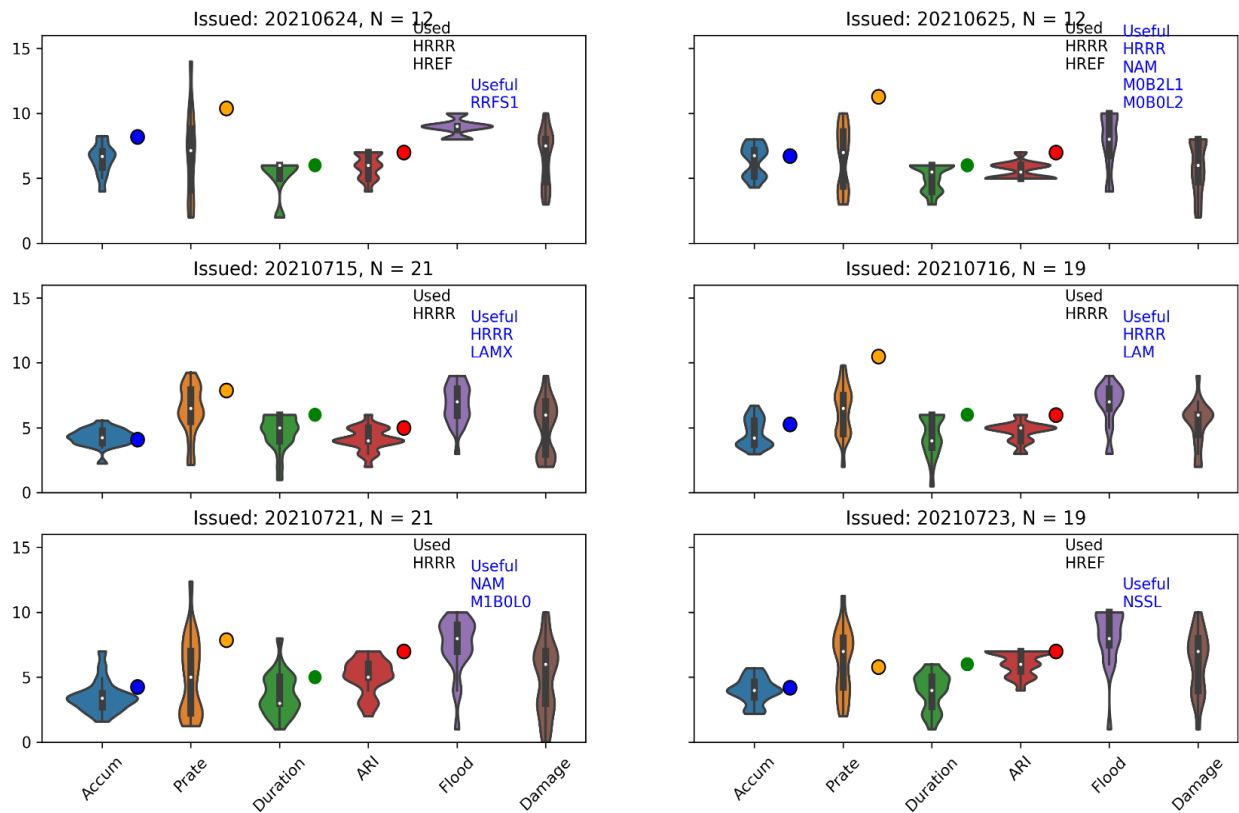 Issued: 20210624, N = 12
Used
HRRR
HREF
Useful
RRFS1
15
10
5
0
Issued: 20210625, N = 12
Used
HRRR
HREF
Useful
HRRR
NAM
M0B2L1
M0B0L2
Issued: 20210715, N = 21
Used
HRRR
Useful
HRRR
LAMX
15
10
5
0
Issued: 20210716, N = 19
Used
HRRR
Useful
HRRR
LAM
Issued: 20210721, N = 21
Used
HRRR
Useful
NAM
M1B0L0
15
10
5
0
Accum
Prate
Duration
ARI
Flood
Damage
Issued: 20210723, N = 19
Used
HREF
Useful
NSSL
Accum
Prate
Duration
ARI
Flood
Damage